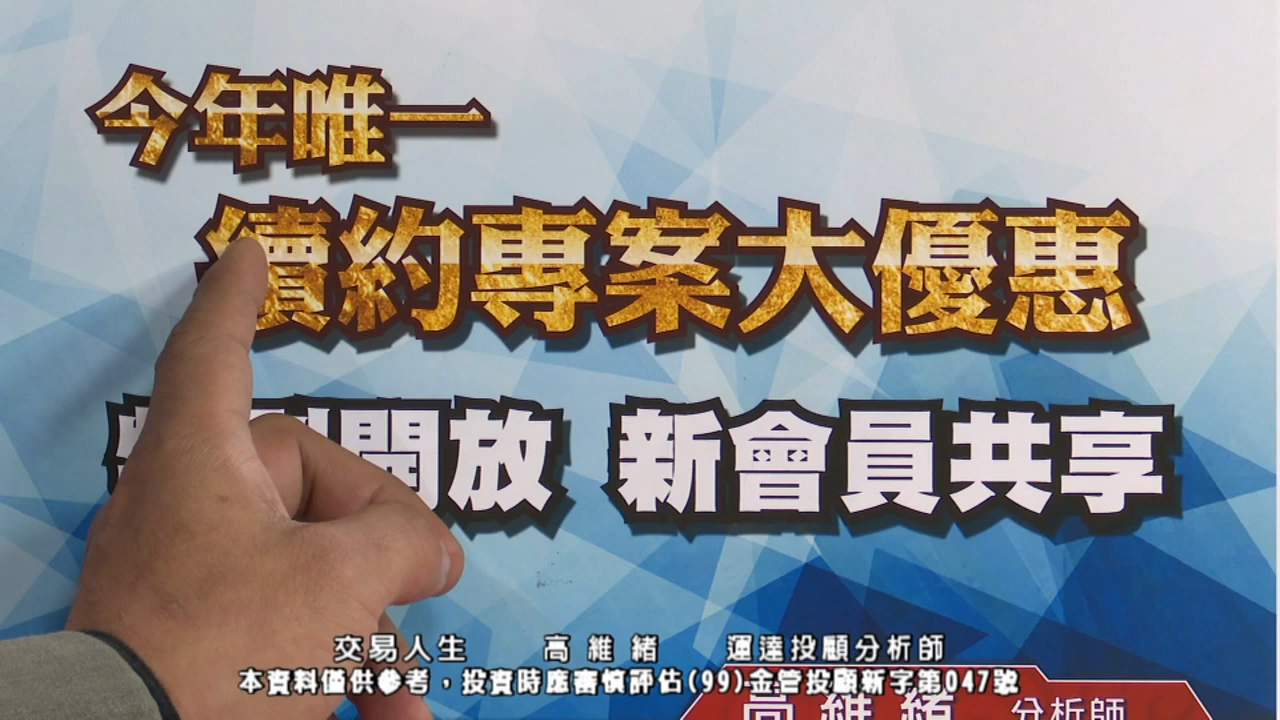 今年唯一
續約專案大優惠
開放 新會員共享
交易人生 高維緒 運達投顧分析師
本資料僅供參考，投資時應審慎評估(99)金管投顧新字第047號
高維緒 分析師